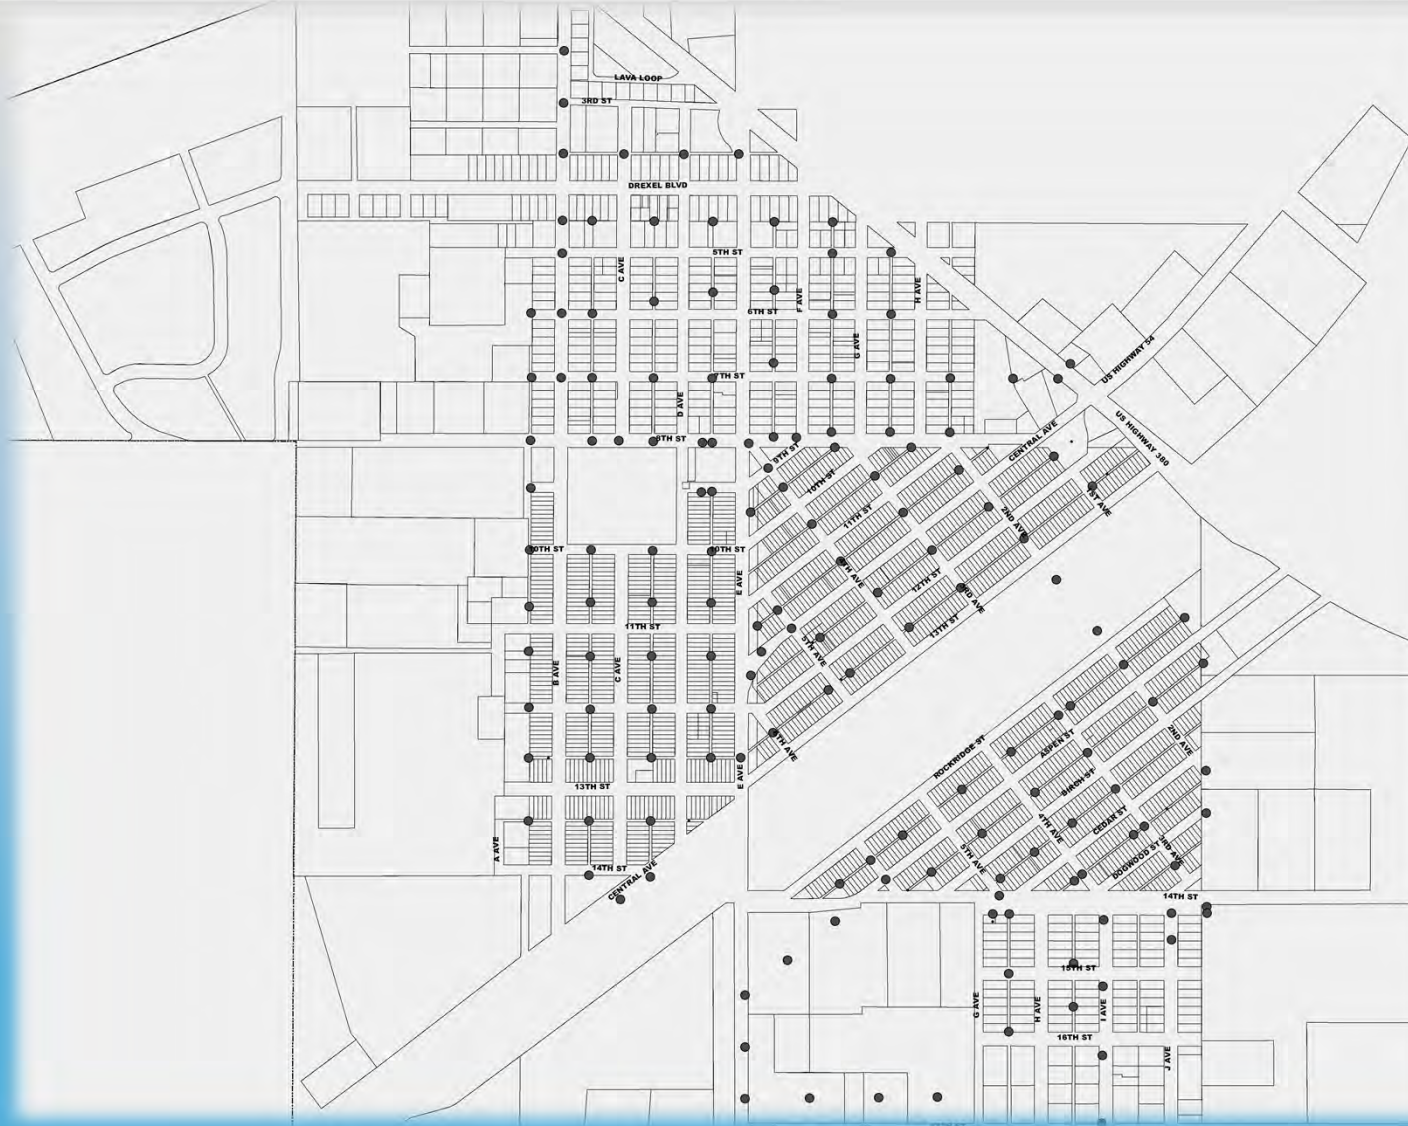 LAVA LOOP
3RD ST
DREXEL BLVD
5TH ST
C AVE
F AVE
H AVE
6TH ST
G AVE
US HIGHWAY 54
7TH ST
D AVE
8TH ST
CENTRAL AVE
US HIGHWAY 380
9TH ST
10TH ST
1ST AVE
11TH ST
2ND AVE
10TH ST
10TH ST
E AVE
12TH ST
3RD AVE
11TH ST
13TH ST
5TH AVE
B AVE
C AVE
6TH AVE
2ND AVE
ASPEN ST
ROCKRIDGE ST
E AVE
BIRCH ST
13TH ST
4TH AVE
CEDAR ST
A AVE
5TH AVE
3RD AVE
DOGWOOD ST
14TH ST
CENTRAL AVE
14TH ST
15TH ST
G AVE
H AVE
I AVE
16TH ST
J AVE